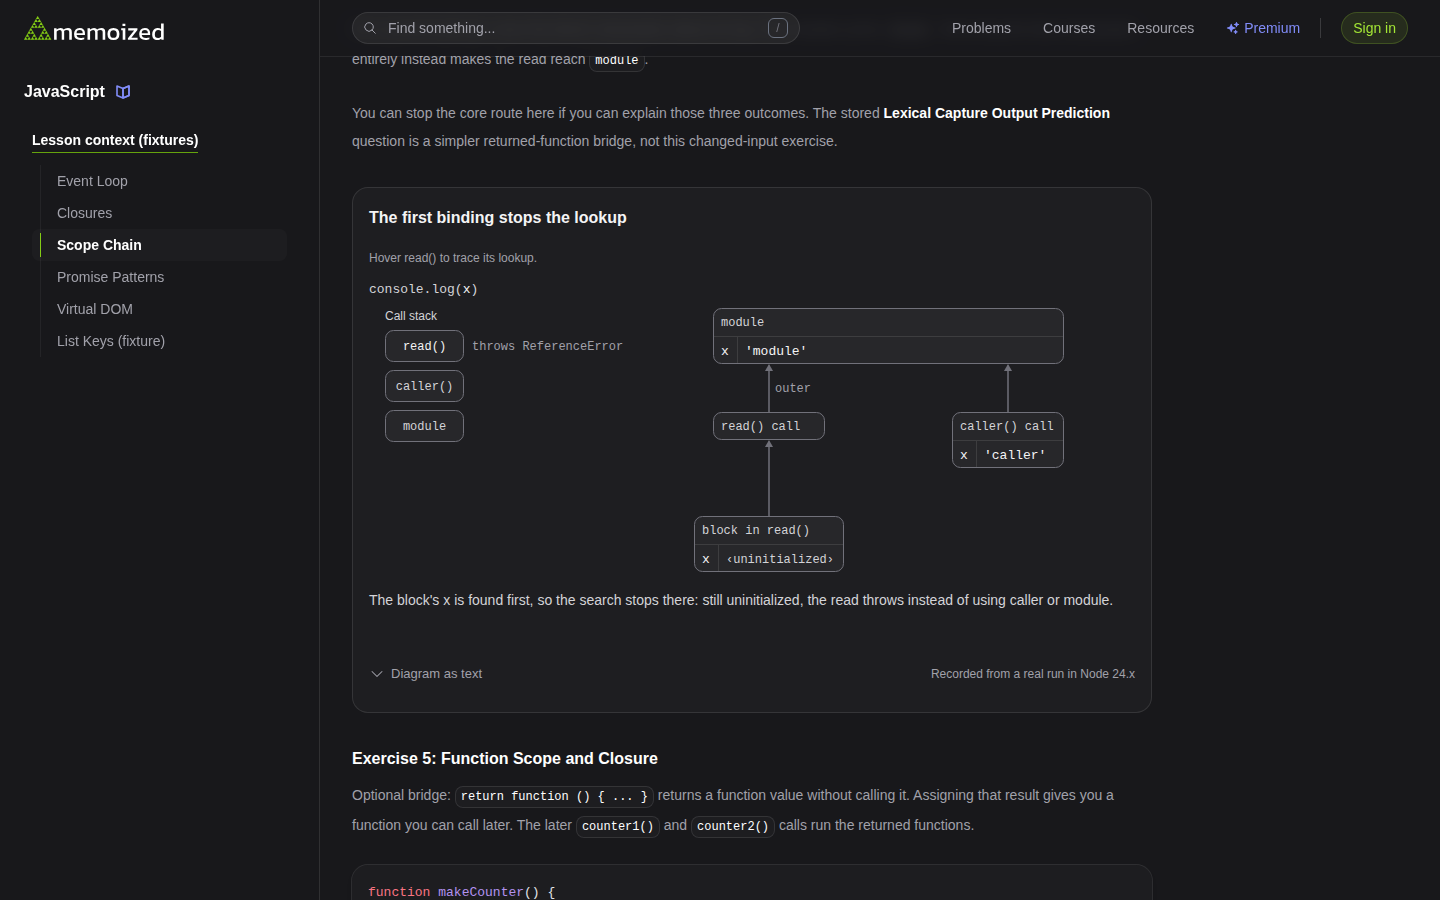 memoized
Find something...
/
Problems
Courses
Resources
Premium
Sign in
JavaScript
Lesson context (fixtures)
Event Loop
Closures
Scope Chain
Promise Patterns
Virtual DOM
List Keys (fixture)
entirely instead makes the read reach module.
You can stop the core route here if you can explain those three outcomes. The stored Lexical Capture Output Prediction
question is a simpler returned-function bridge, not this changed-input exercise.
The first binding stops the lookup
Hover read() to trace its lookup.
console.log(x)
Call stack
read()
throws ReferenceError
caller()
module
module
x 'module'
outer
read() call
caller() call
x 'caller'
block in read()
x ‹uninitialized›
The block's x is found first, so the search stops there: still uninitialized, the read throws instead of using caller or module.
Diagram as text
Recorded from a real run in Node 24.x
Exercise 5: Function Scope and Closure
Optional bridge: return function () { ... } returns a function value without calling it. Assigning that result gives you a
function you can call later. The later counter1() and counter2() calls run the returned functions.
function makeCounter() {